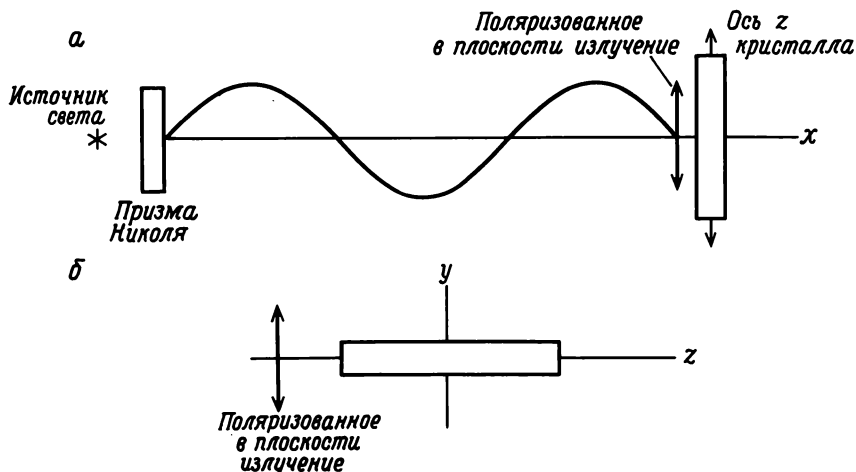 а
Поляризованное
в плоскости излучение
Ось z
кристалла
Источник
света
x
Призма
Николя
б
y
z
Поляризованное
в плоскости
излучение